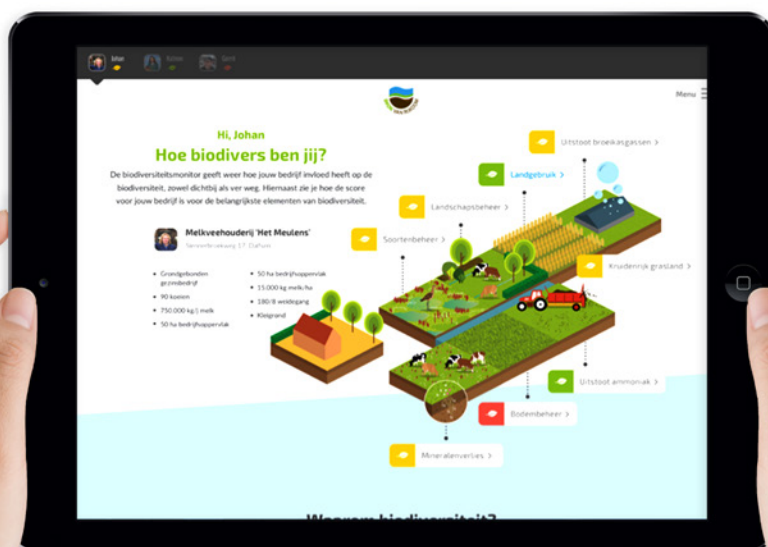 Johan
Menu
Hi, Johan
Hoe biodivers ben jij?
De biodiversiteitsmonitor geeft weer hoe jouw bedrijf invloed heeft op de
biodiversiteit, zowel dichtbij als ver weg. Hiernaast zie je hoe de score
voor jouw bedrijf is voor de belangrijkste elementen van biodiversiteit.
Melkveehouderij 'Het Meulens'
• Grondgebonden
gezinsbedrijf
• 90 koeien
• 750.000 kg/j melk
• 50 ha bedrijfsoppervlak
• 50 ha bedrijfsoppervlak
• 15.000 kg melk/ha
• 180/8 weidegang
• Kleigrond
Uitstoot broeikasgassen >
Landgebruik >
Landschapsbeheer >
Soortenbeheer >
Kruidenrijk grasland >
Uitstoot ammoniak >
Bodembeheer >
Mineralenverlies >
Waarom biodiversiteit?